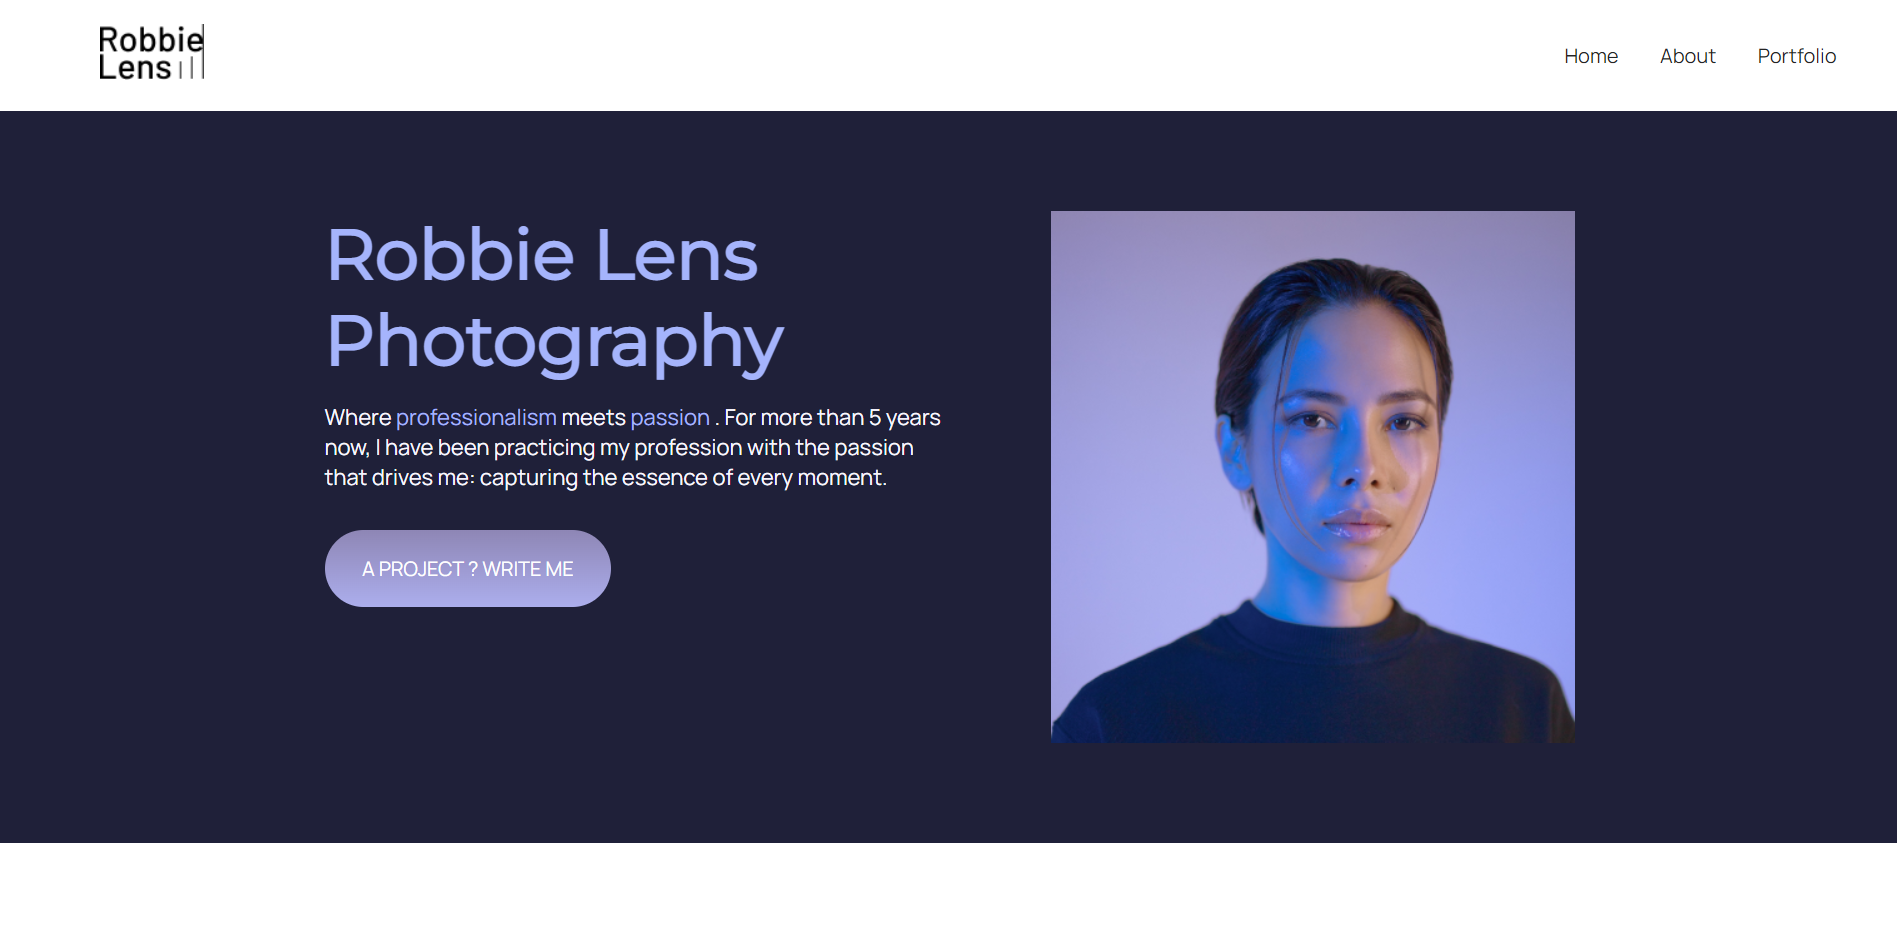 Robbie
Lens
Home About Portfolio
Robbie Lens
Photography
Where professionalism meets passion . For more than 5 years
now, I have been practicing my profession with the passion
that drives me: capturing the essence of every moment.
A PROJECT ? WRITE ME